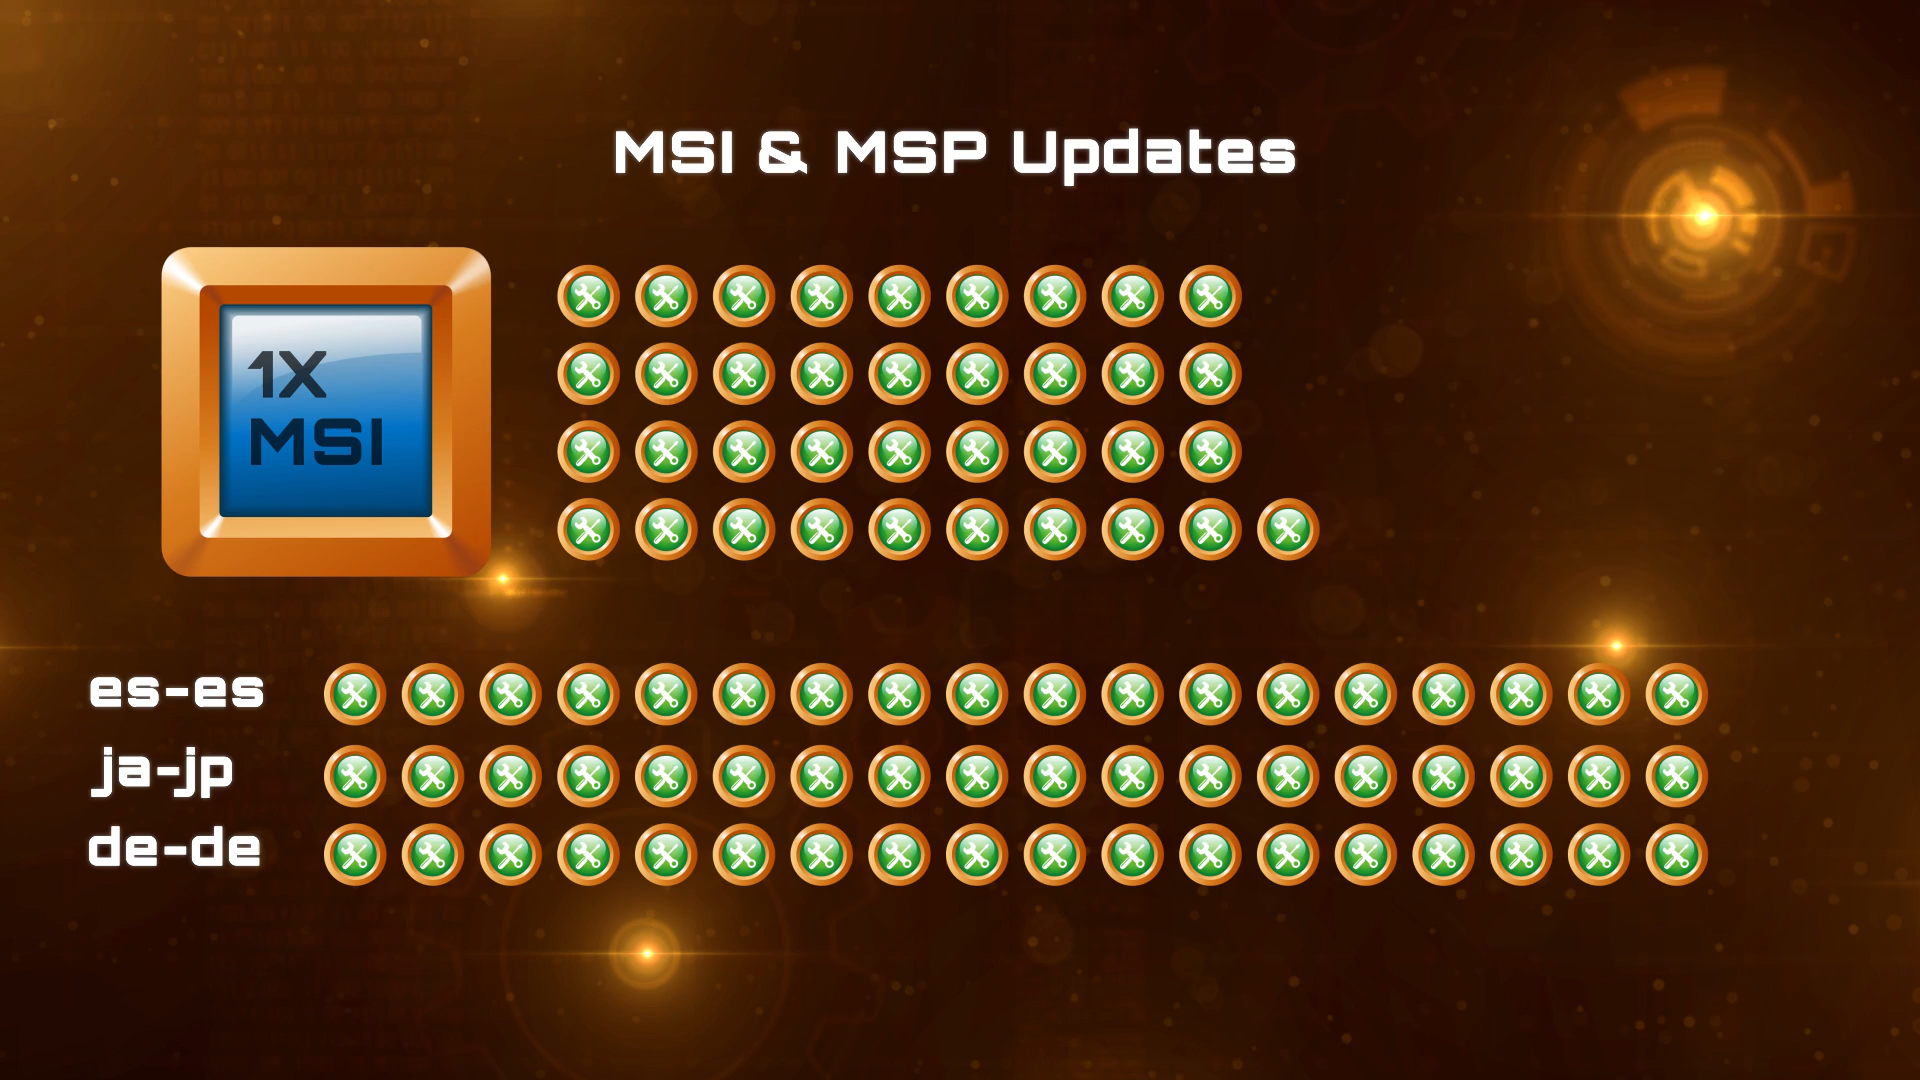 MSI & MSP Updates
1X
MSI
es-es
ja-jp
de-de